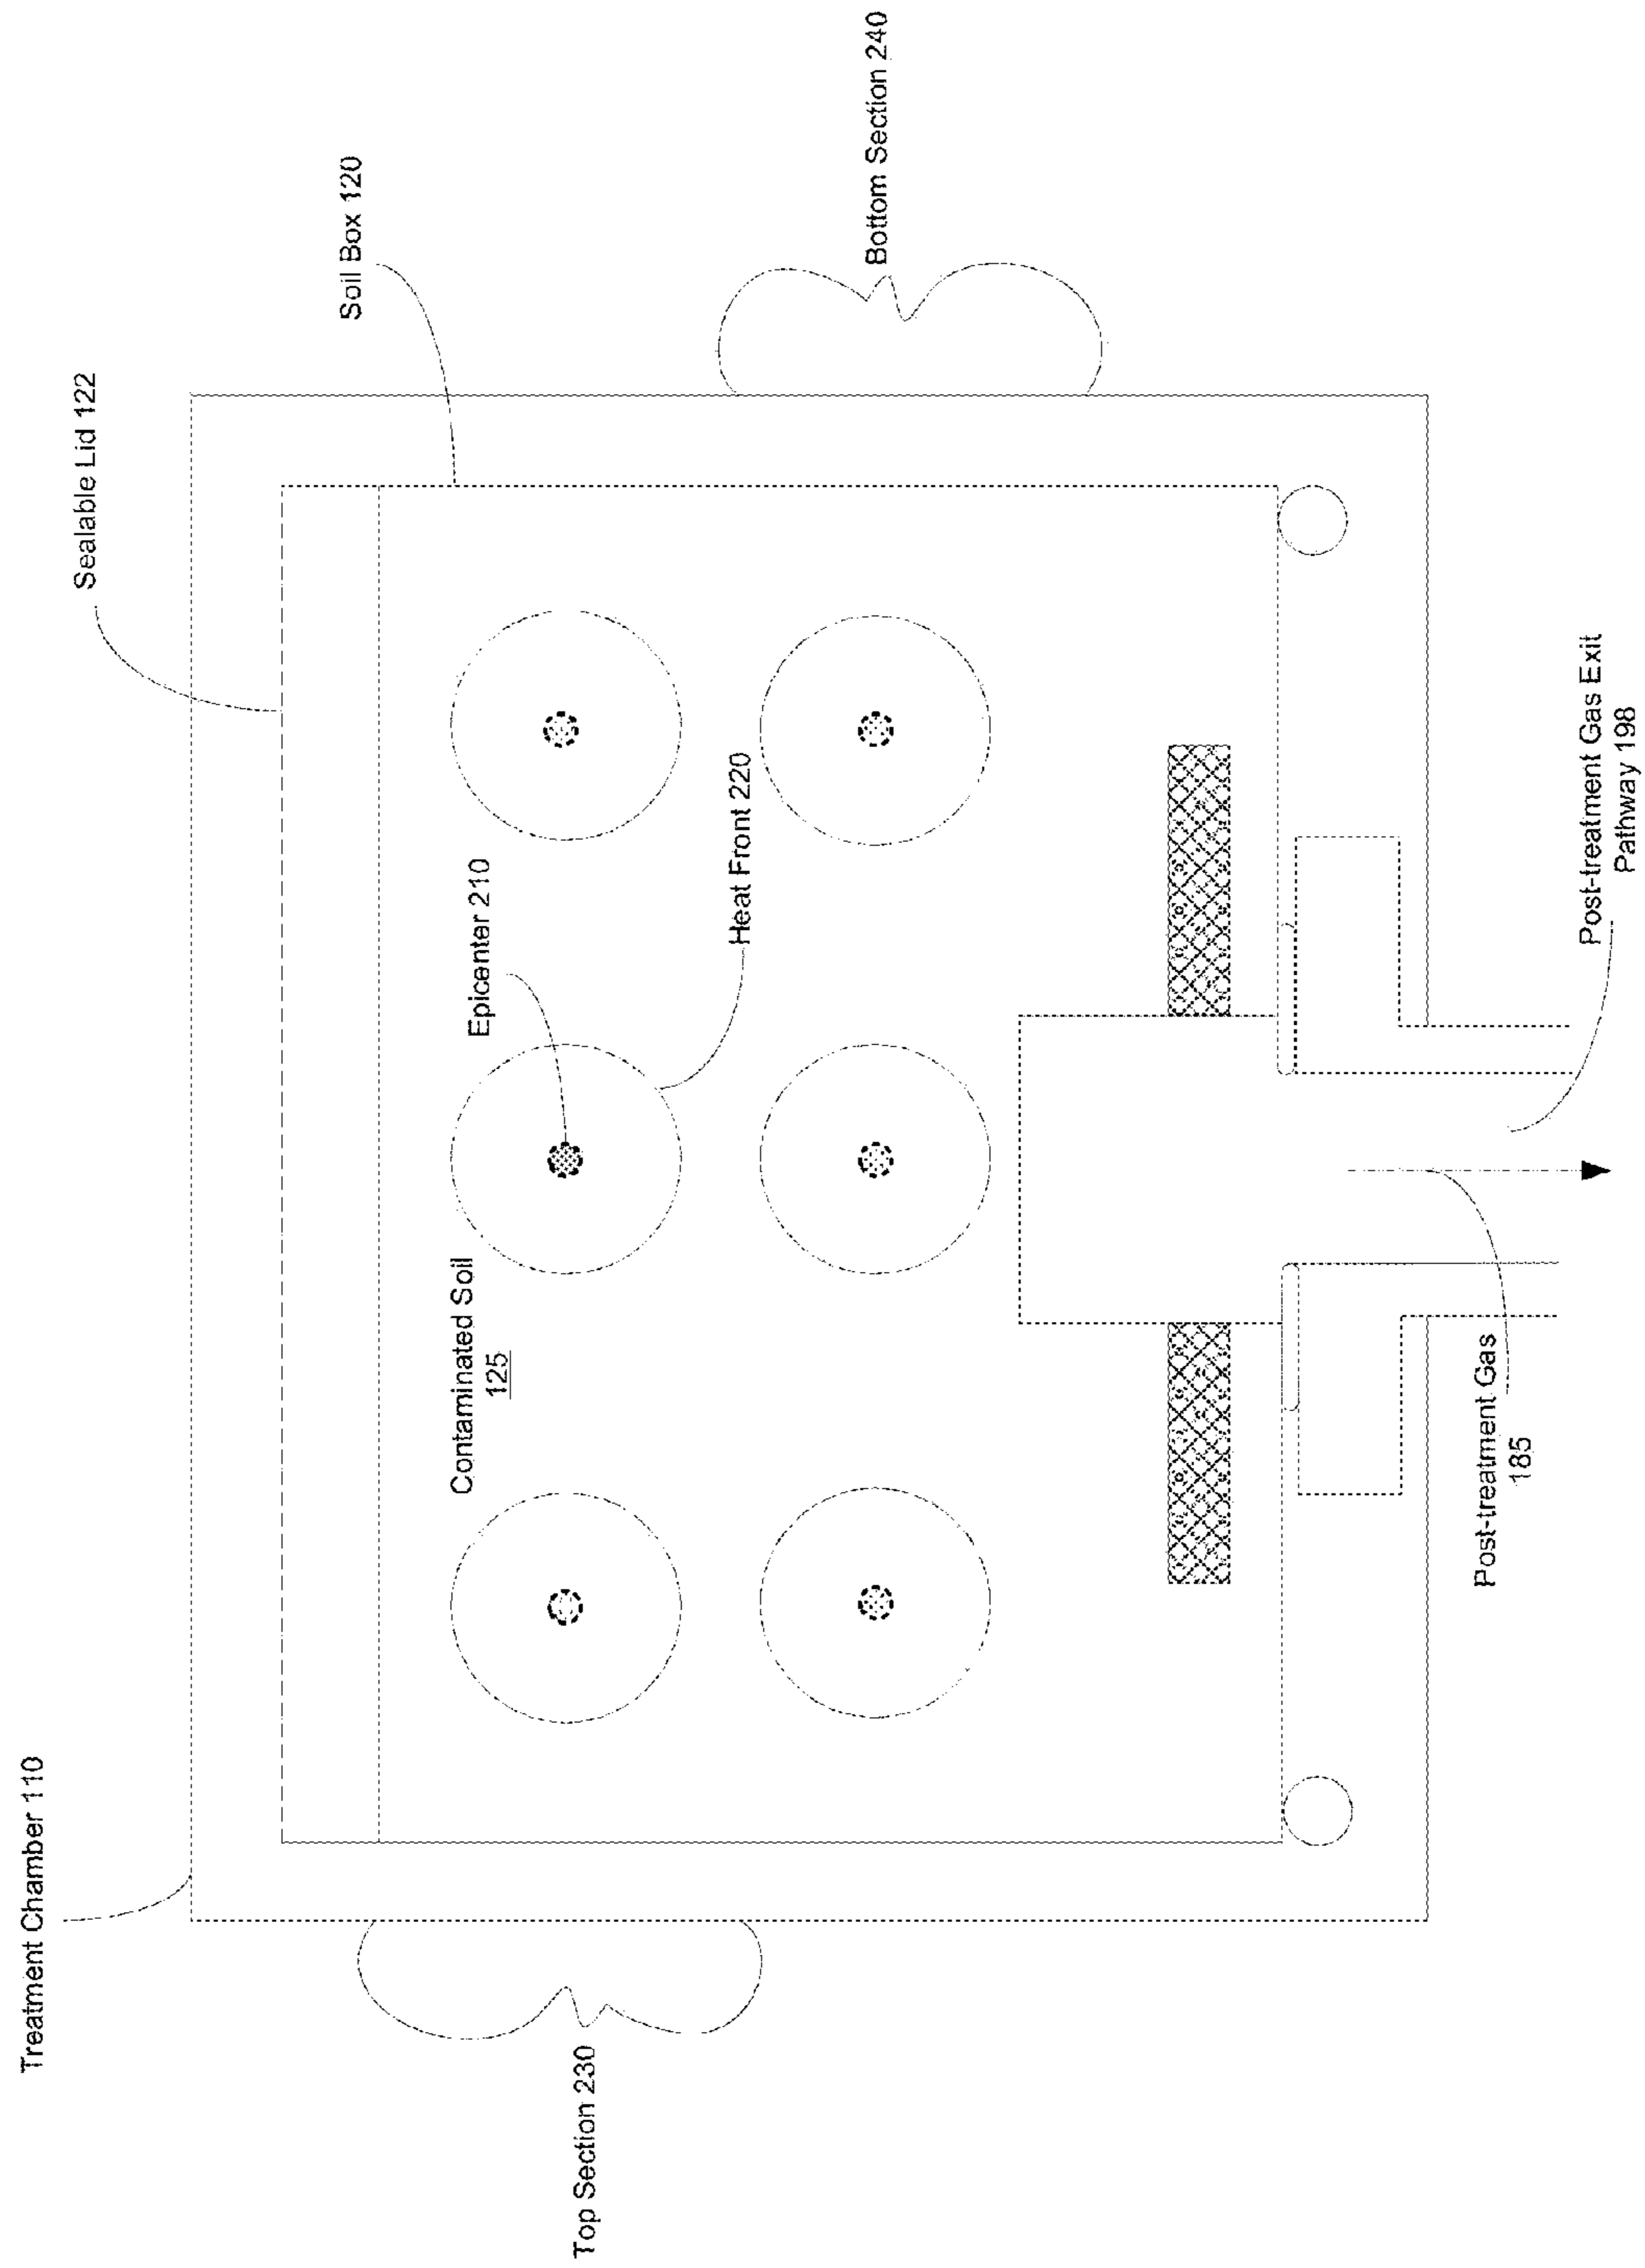 Treatment Chamber 110
Sealable Lid 122
Soil Box 120
Top Section 230
Contaminated Soil
125
Epicenter 210
Heat Front 220
Bottom Section 240
Post-treatment Gas
185
Post-treatment Gas Exit
Pathway 198